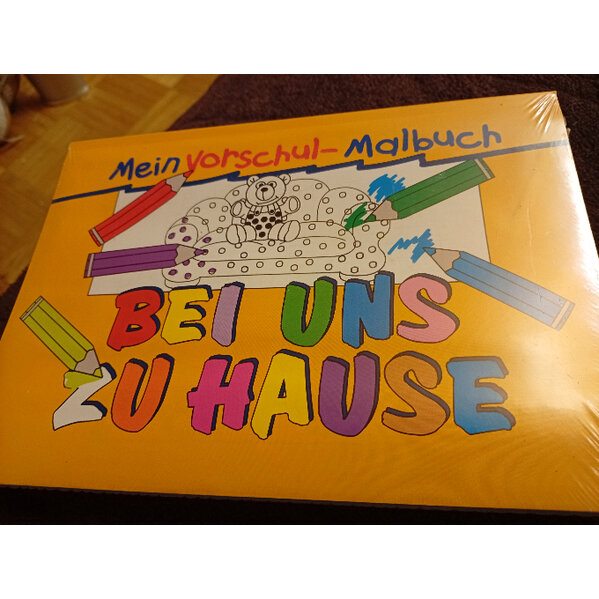 Mein Vorschul-Malbuch
BEI UNS
ZU HAUSE